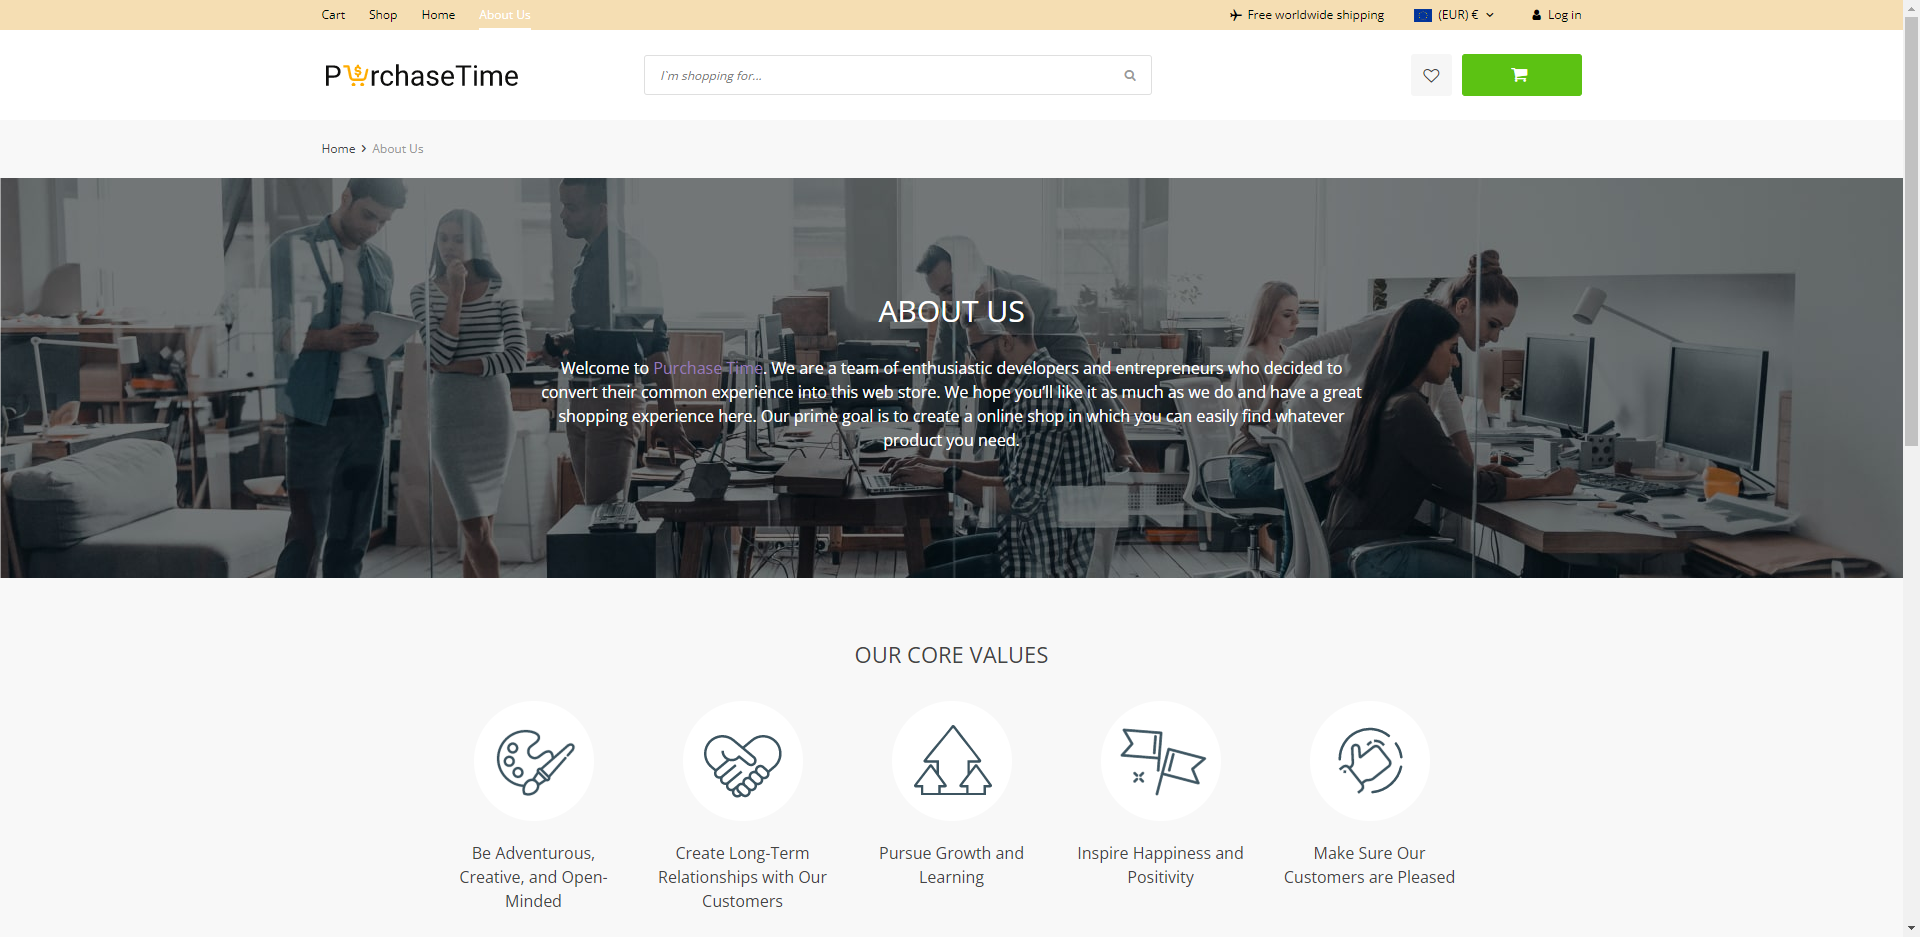 Cart Shop Home About Us Free worldwide shipping (EUR) € Log in
PurchaseTime
I`m shopping for...
Home > About Us
ABOUT US
Welcome to Purchase Time. We are a team of enthusiastic developers and entrepreneurs who decided to
convert their common experience into this web store. We hope you'll like it as much as we do and have a great
shopping experience here. Our prime goal is to create a online shop in which you can easily find whatever
product you need.
OUR CORE VALUES
Be Adventurous,
Creative, and Open-
Minded
Create Long-Term
Relationships with Our
Customers
Pursue Growth and
Learning
Inspire Happiness and
Positivity
Make Sure Our
Customers are Pleased